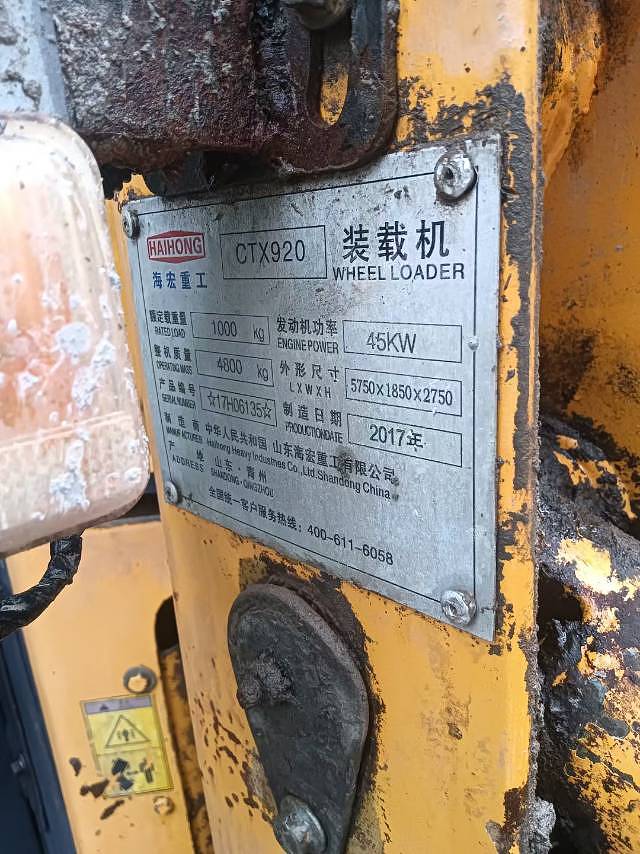 HAIHONG
海宏重工
CTX920
装载机
WHEEL LOADER
额定载重量 1000 kg 发动机功率 45KW
RATED LOAD ENGINE POWER
整机质量 4800 kg 外形尺寸 5750x1850x2750
OPERATING MASS LXWXH
产品编号 ☆17H06135☆ 制造日期 2017年
SERIAL NUMBER PRODUCTIONDATE
制造商 中华人民共和国 山东海宏重工有限公司
MANUFACTURER Haihong Heavy Industries Co.,Ltd.Shandong China
地 山东·青州
ADDRESS SHANDONG·QINGZHOU
全国统一客户服务热线: 400-611-6058